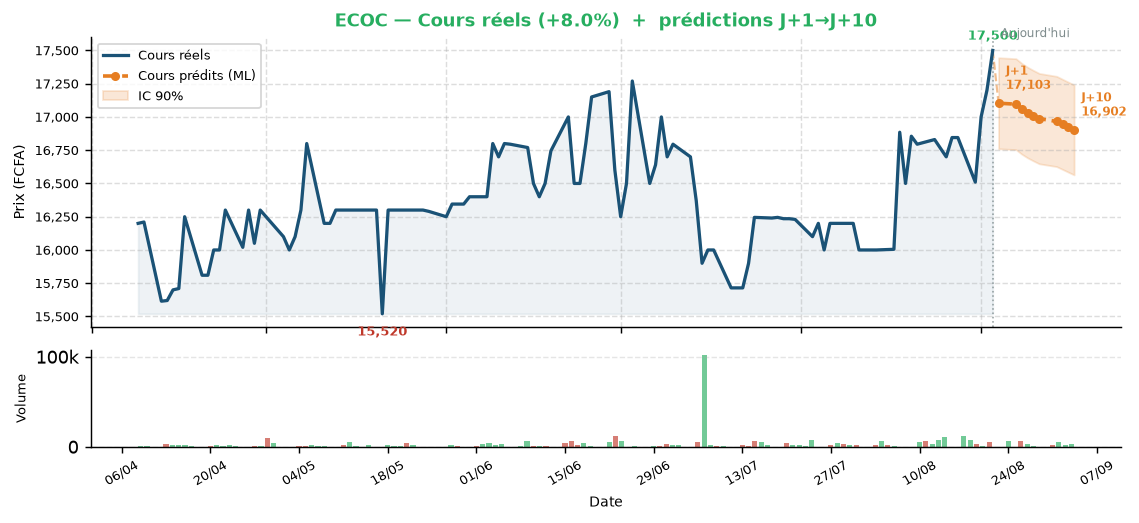 ECOC — Cours réels (+8.0%)  +  prédictions J+1→J+10
17,500
Aujourd'hui
Cours réels
Cours prédits (ML)
IC 90%
J+1
17,103
J+10
16,902
15,520
Prix (FCFA)
17,500
17,250
17,000
16,750
16,500
16,250
16,000
15,750
15,500
Volume
100k
0
06/04
20/04
04/05
18/05
01/06
15/06
29/06
13/07
27/07
10/08
24/08
07/09
Date